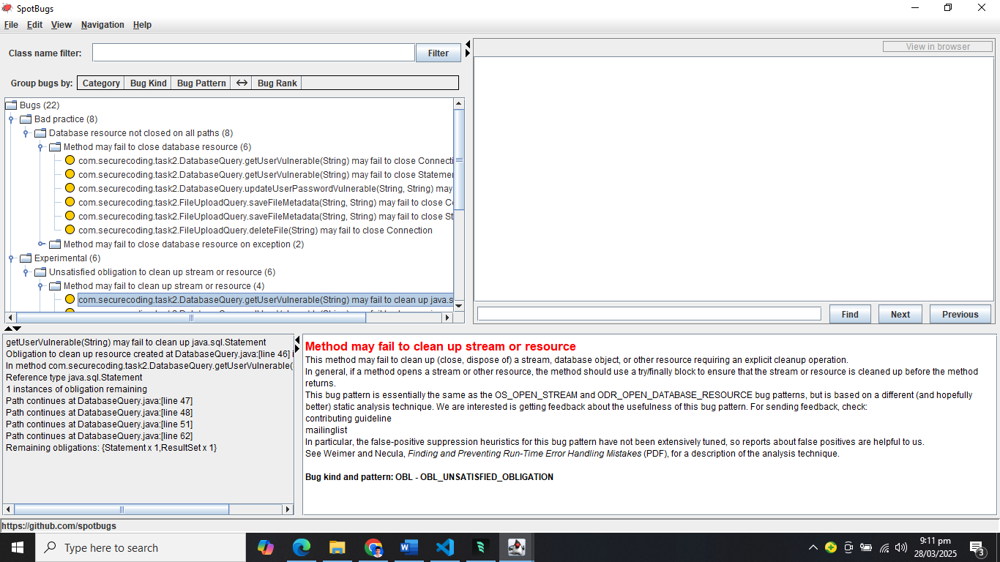 SpotBugs
File Edit View Navigation Help
Class name filter:
Filter
View in browser
Group bugs by: Category Bug Kind Bug Pattern Bug Rank
Bugs (22)
Bad practice (8)
Database resource not closed on all paths (8)
Method may fail to close database resource (6)
com.securecoding.task2.DatabaseQuery.getUserVulnerable(String) may fail to close Connecti
com.securecoding.task2.DatabaseQuery.getUserVulnerable(String) may fail to close Stateme
com.securecoding.task2.DatabaseQuery.updateUserPasswordVulnerable(String, String) may
com.securecoding.task2.FileUploadQuery.saveFileMetadata(String, String) may fail to close C
com.securecoding.task2.FileUploadQuery.saveFileMetadata(String, String) may fail to close St
com.securecoding.task2.FileUploadQuery.deleteFile(String) may fail to close Connection
Method may fail to close database resource on exception (2)
Experimental (6)
Unsatisfied obligation to clean up stream or resource (6)
Method may fail to clean up stream or resource (4)
com.securecoding.task2.DatabaseQuery.getUserVulnerable(String) may fail to clean up java.s
Find Next Previous
getUserVulnerable(String) may fail to clean up java.sql.Statement
Obligation to clean up resource created at DatabaseQuery.java:[line 46] i
In method com.securecoding.task2.DatabaseQuery.getUserVulnerable(
Reference type java.sql.Statement
1 instances of obligation remaining
Path continues at DatabaseQuery.java:[line 47]
Path continues at DatabaseQuery.java:[line 48]
Path continues at DatabaseQuery.java:[line 51]
Path continues at DatabaseQuery.java:[line 62]
Remaining obligations: {Statement x 1,ResultSet x 1}
Method may fail to clean up stream or resource
This method may fail to clean up (close, dispose of) a stream, database object, or other resource requiring an explicit cleanup operation.
In general, if a method opens a stream or other resource, the method should use a try/finally block to ensure that the stream or resource is cleaned up before the method
returns.
This bug pattern is essentially the same as the OS_OPEN_STREAM and ODR_OPEN_DATABASE_RESOURCE bug patterns, but is based on a different (and hopefully
better) static analysis technique. We are interested is getting feedback about the usefulness of this bug pattern. For sending feedback, check:
contributing guideline
mailinglist
In particular, the false-positive suppression heuristics for this bug pattern have not been extensively tuned, so reports about false positives are helpful to us.
See Weimer and Necula, Finding and Preventing Run-Time Error Handling Mistakes (PDF), for a description of the analysis technique.
Bug kind and pattern: OBL - OBL_UNSATISFIED_OBLIGATION
https://github.com/spotbugs
Type here to search
9:11 pm
28/03/2025
3